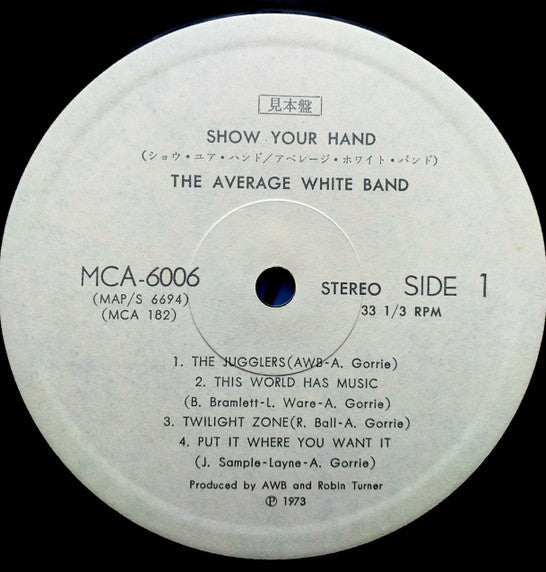 見本盤
SHOW YOUR HAND
(ショウ・ユア・ハンド/アベレージ・ホワイト・バンド)
THE AVERAGE WHITE BAND
MCA-6006
(MAP/S 6694)
(MCA 182)
STEREO SIDE 1
33 1/3 RPM
1. THE JUGGLERS(AWB-A. Gorrie)
2. THIS WORLD HAS MUSIC
(B. Bramlett-L. Ware-A. Gorrie)
3. TWILIGHT ZONE(R. Ball-A. Gorrie)
4. PUT IT WHERE YOU WANT IT
(J. Sample-Layne-A. Gorrie)
Produced by AWB and Robin Turner
Ⓟ 1973